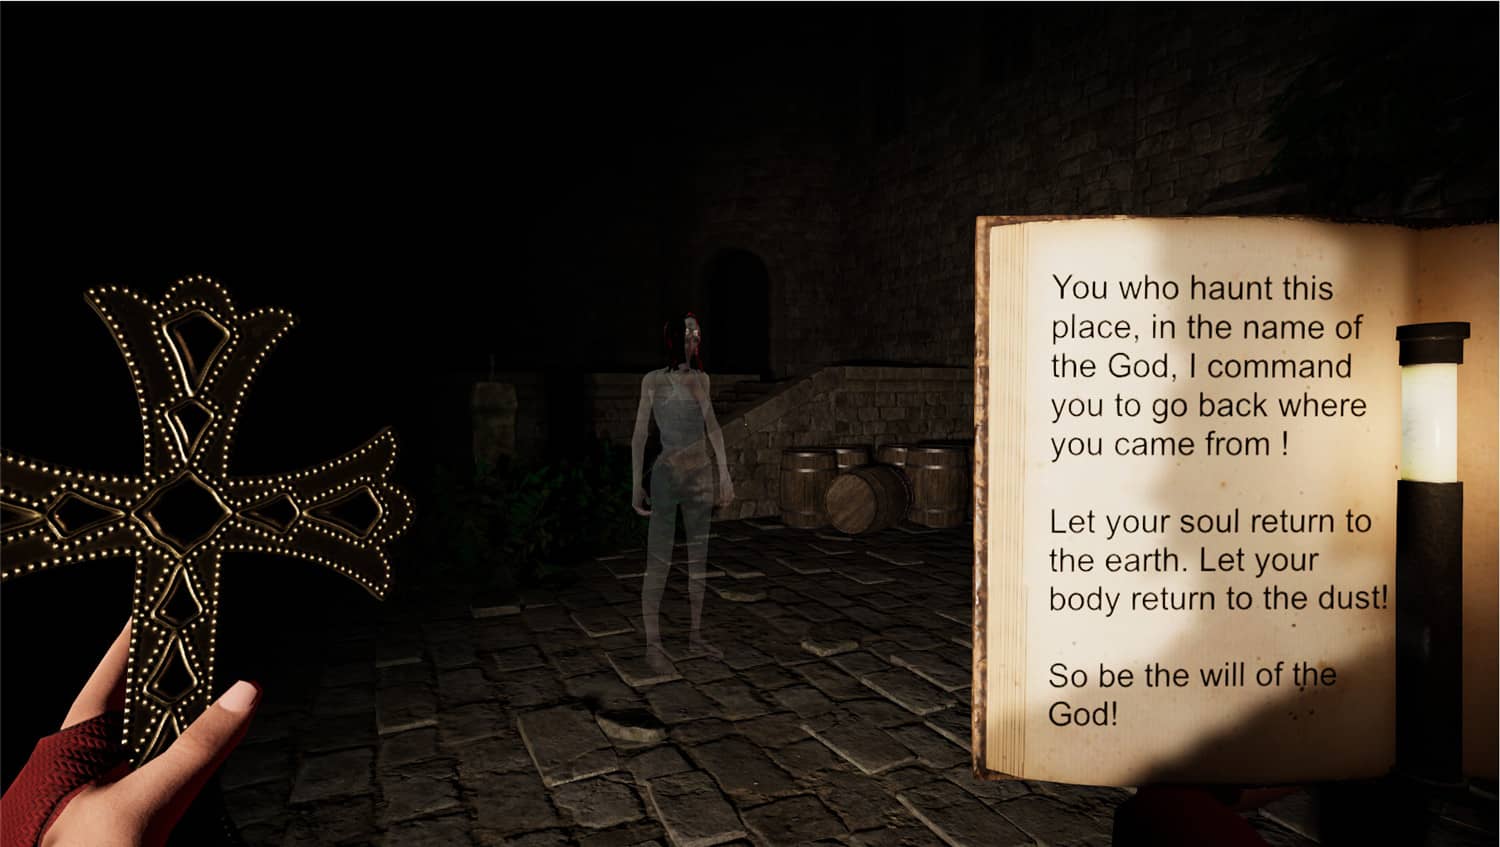 You who haunt this
place, in the name of
the God, I command
you to go back where
you came from !
Let your soul return to
the earth. Let your
body return to the dust!
So be the will of the
God!